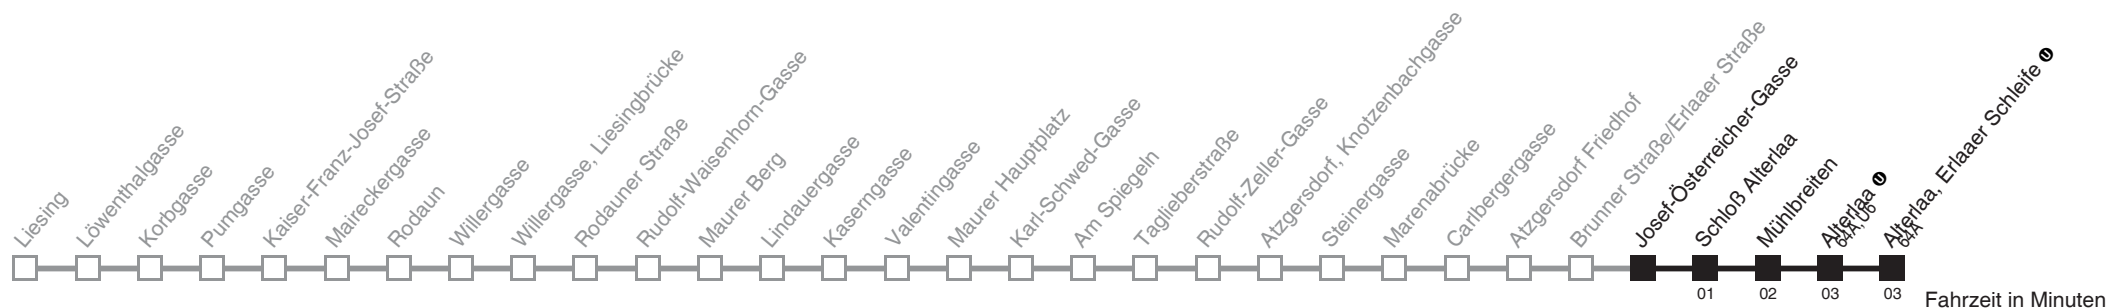 Liesing
Löwenthalgasse
Korbgasse
Purngasse
Kaiser-Franz-Josef-Straße
Maireckergasse
Rodaun
Willergasse
Willergasse, Liesingbrücke
Rodauner Straße
Rudolf-Waisenhorn-Gasse
Maurer Berg
Lindauergasse
Kaserngasse
Valentingasse
Maurer Hauptplatz
Karl-Schwed-Gasse
Am Spiegeln
Taglieberstraße
Rudolf-Zeller-Gasse
Atzgersdorf, Knotzenbachgasse
Steinergasse
Marenabrücke
Carlbergergasse
Atzgersdorf Friedhof
Brunner Straße/Erlaaer Straße
Josef-Österreicher-Gasse
Schloß Alterlaa
Mühlbreiten
Alterlaa U
64A, U6
Alterlaa, Erlaaer Schleife U
64A
01
02
03
03
Fahrzeit in Minuten